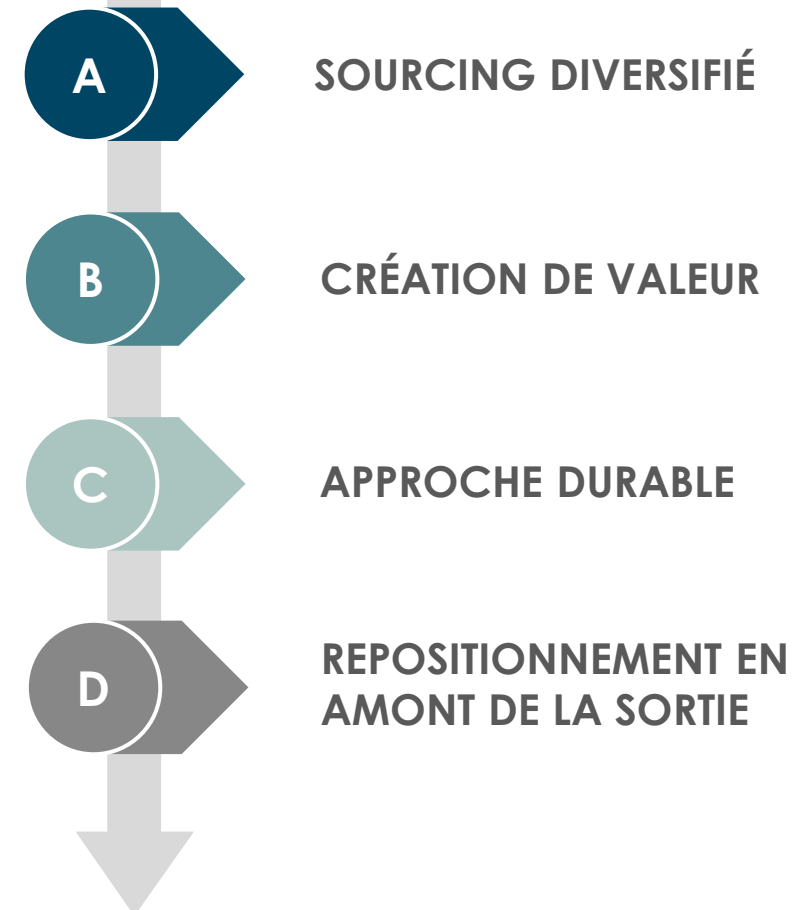 A
SOURCING DIVERSIFIÉ
B
CRÉATION DE VALEUR
C
APPROCHE DURABLE
D
REPOSITIONNEMENT EN
AMONT DE LA SORTIE